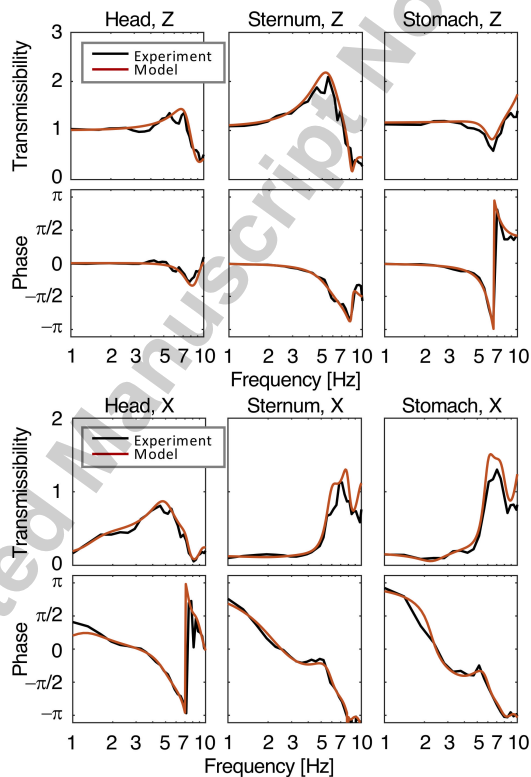 Head, Z
Sternum, Z
Stomach, Z
Transmissibility
3
2
1
0
Experiment
Model
Phase
π
π/2
0
−π/2
−π
1 2 3 5 7 10
1 2 3 5 7 10
1 2 3 5 7 10
Frequency [Hz]
Head, X
Sternum, X
Stomach, X
Transmissibility
2
1
0
Experiment
Model
Phase
π
π/2
0
−π/2
−π
1 2 3 5 7 10
1 2 3 5 7 10
1 2 3 5 7 10
Frequency [Hz]
ted Manuscript No